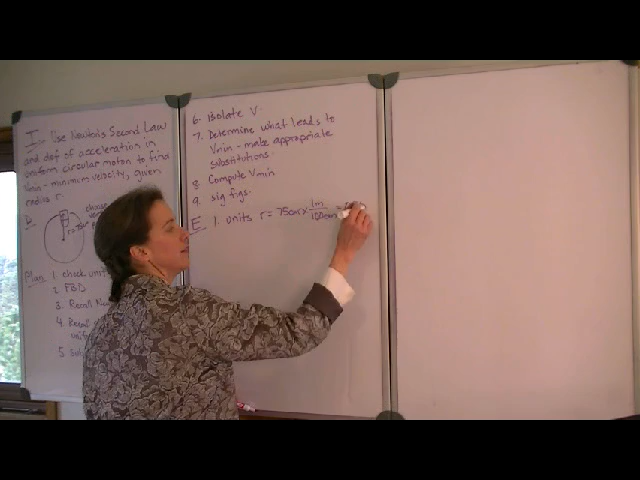 I - Use Newton's Second Law
and def of acceleration in
uniform circular motion to find
Vmin - minimum velocity, given
radius r.
D
choose
r=75cm
Plan 1. check units
2. FBD
3. Recall
4. Recall
5
6. Isolate V.
7. Determine what leads to
Vmin - make appropriate
substitutions.
8. Compute Vmin
9. sig figs.
E 1. units r = 75cm x 1m/100cm =